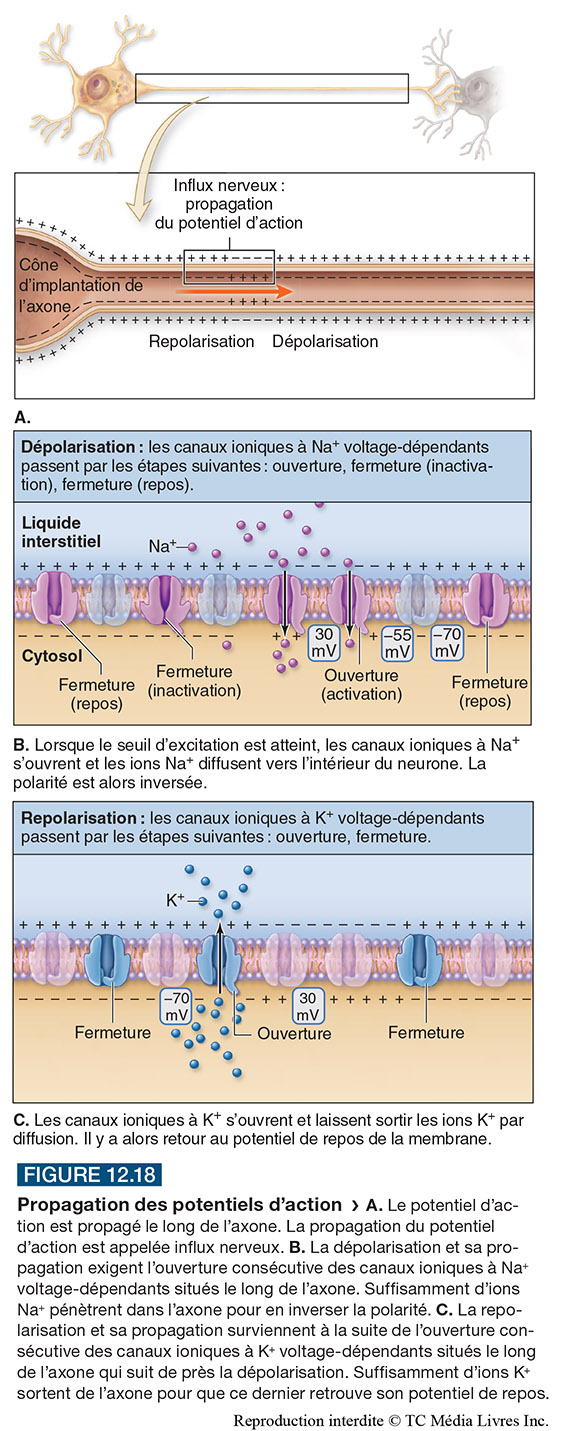 Influx nerveux :
propagation
du potentiel d'action
Cône
d'implantation de
l'axone
Repolarisation
Dépolarisation
A.
Dépolarisation : les canaux ioniques à Na⁺ voltage-dépendants
passent par les étapes suivantes : ouverture, fermeture (inactiva-
tion), fermeture (repos).
Liquide
interstitiel
Na⁺
30
mV
–55
mV
–70
mV
Cytosol
Fermeture
(repos)
Fermeture
(inactivation)
Ouverture
(activation)
Fermeture
(repos)
B. Lorsque le seuil d'excitation est atteint, les canaux ioniques à Na⁺
s'ouvrent et les ions Na⁺ diffusent vers l'intérieur du neurone. La
polarité est alors inversée.
Repolarisation : les canaux ioniques à K⁺ voltage-dépendants
passent par les étapes suivantes : ouverture, fermeture.
K⁺
–70
mV
30
mV
Fermeture
Ouverture
Fermeture
C. Les canaux ioniques à K⁺ s'ouvrent et laissent sortir les ions K⁺ par
diffusion. Il y a alors retour au potentiel de repos de la membrane.
FIGURE 12.18
Propagation des potentiels d'action › A. Le potentiel d'ac-
tion est propagé le long de l'axone. La propagation du potentiel
d'action est appelée influx nerveux. B. La dépolarisation et sa pro-
pagation exigent l'ouverture consécutive des canaux ioniques à Na⁺
voltage-dépendants situés le long de l'axone. Suffisamment d'ions
Na⁺ pénètrent dans l'axone pour en inverser la polarité. C. La repo-
larisation et sa propagation surviennent à la suite de l'ouverture con-
sécutive des canaux ioniques à K⁺ voltage-dépendants situés le long
de l'axone qui suit de près la dépolarisation. Suffisamment d'ions K⁺
sortent de l'axone pour que ce dernier retrouve son potentiel de repos.
Reproduction interdite © TC Média Livres Inc.